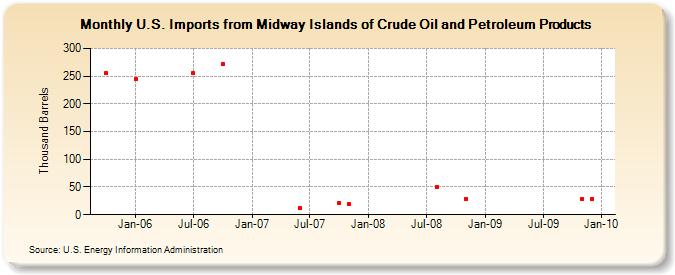 Monthly U.S. Imports from Midway Islands of Crude Oil and Petroleum Products
Thousand Barrels
300
250
200
150
100
50
0
Jan-06 Jul-06 Jan-07 Jul-07 Jan-08 Jul-08 Jan-09 Jul-09 Jan-10
Source: U.S. Energy Information Administration